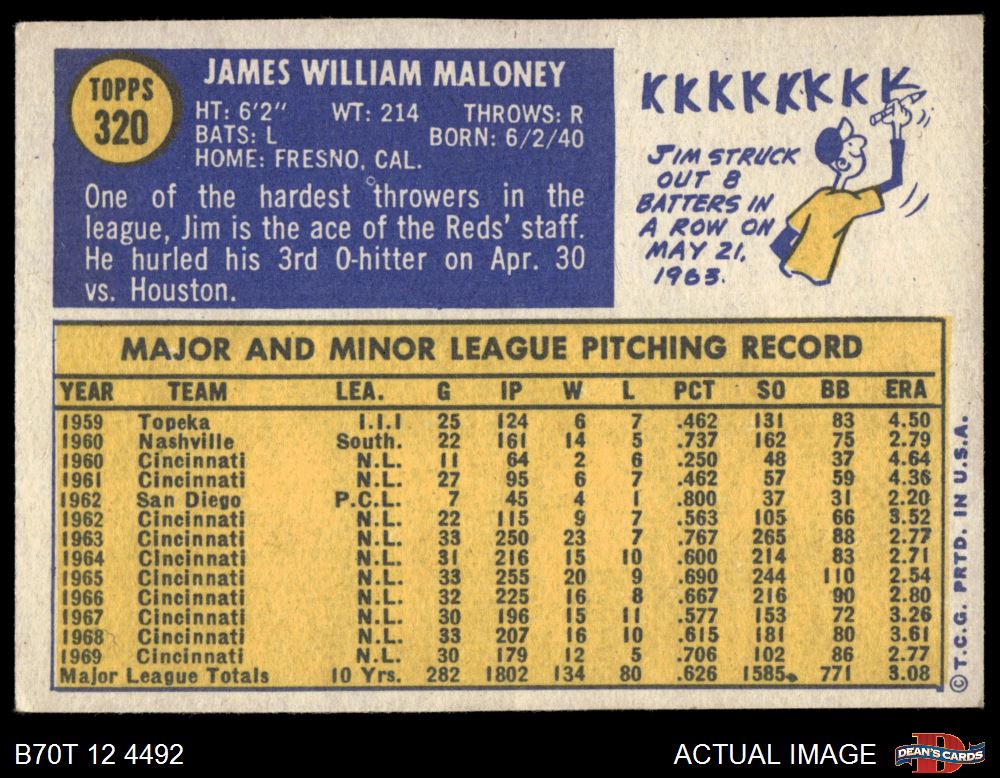 TOPPS
320
JAMES WILLIAM MALONEY
HT: 6'2" WT: 214 THROWS: R
BATS: L BORN: 6/2/40
HOME: FRESNO, CAL.
One of the hardest throwers in the
league, Jim is the ace of the Reds' staff.
He hurled his 3rd 0-hitter on Apr. 30
vs. Houston.
KKKKKKKK
JIM STRUCK
OUT 8
BATTERS IN
A ROW ON
MAY 21,
1963.
MAJOR AND MINOR LEAGUE PITCHING RECORD
YEAR TEAM LEA. G IP W L PCT SO BB ERA
1959 Topeka I.I.I 25 124 6 7 .462 131 83 4.50
1960 Nashville South. 22 161 14 5 .737 162 75 2.79
1960 Cincinnati N.L. 11 64 2 6 .250 48 37 4.64
1961 Cincinnati N.L. 27 95 6 7 .462 57 59 4.36
1962 San Diego P.C.L. 7 45 4 1 .800 37 31 2.20
1962 Cincinnati N.L. 22 115 9 7 .563 105 66 3.52
1963 Cincinnati N.L. 33 250 23 7 .767 265 88 2.77
1964 Cincinnati N.L. 31 216 15 10 .600 214 83 2.71
1965 Cincinnati N.L. 33 255 20 9 .690 244 110 2.54
1966 Cincinnati N.L. 32 225 16 8 .667 216 90 2.80
1967 Cincinnati N.L. 30 196 15 11 .577 153 72 3.26
1968 Cincinnati N.L. 33 207 16 10 .615 181 80 3.61
1969 Cincinnati N.L. 30 179 12 5 .706 102 86 2.77
Major League Totals 10 Yrs. 282 1802 134 80 .626 1585 771 3.08
© T.C.G. PRTD. IN U.S.A.
B70T 12 4492
ACTUAL IMAGE
DEAN'S CARDS